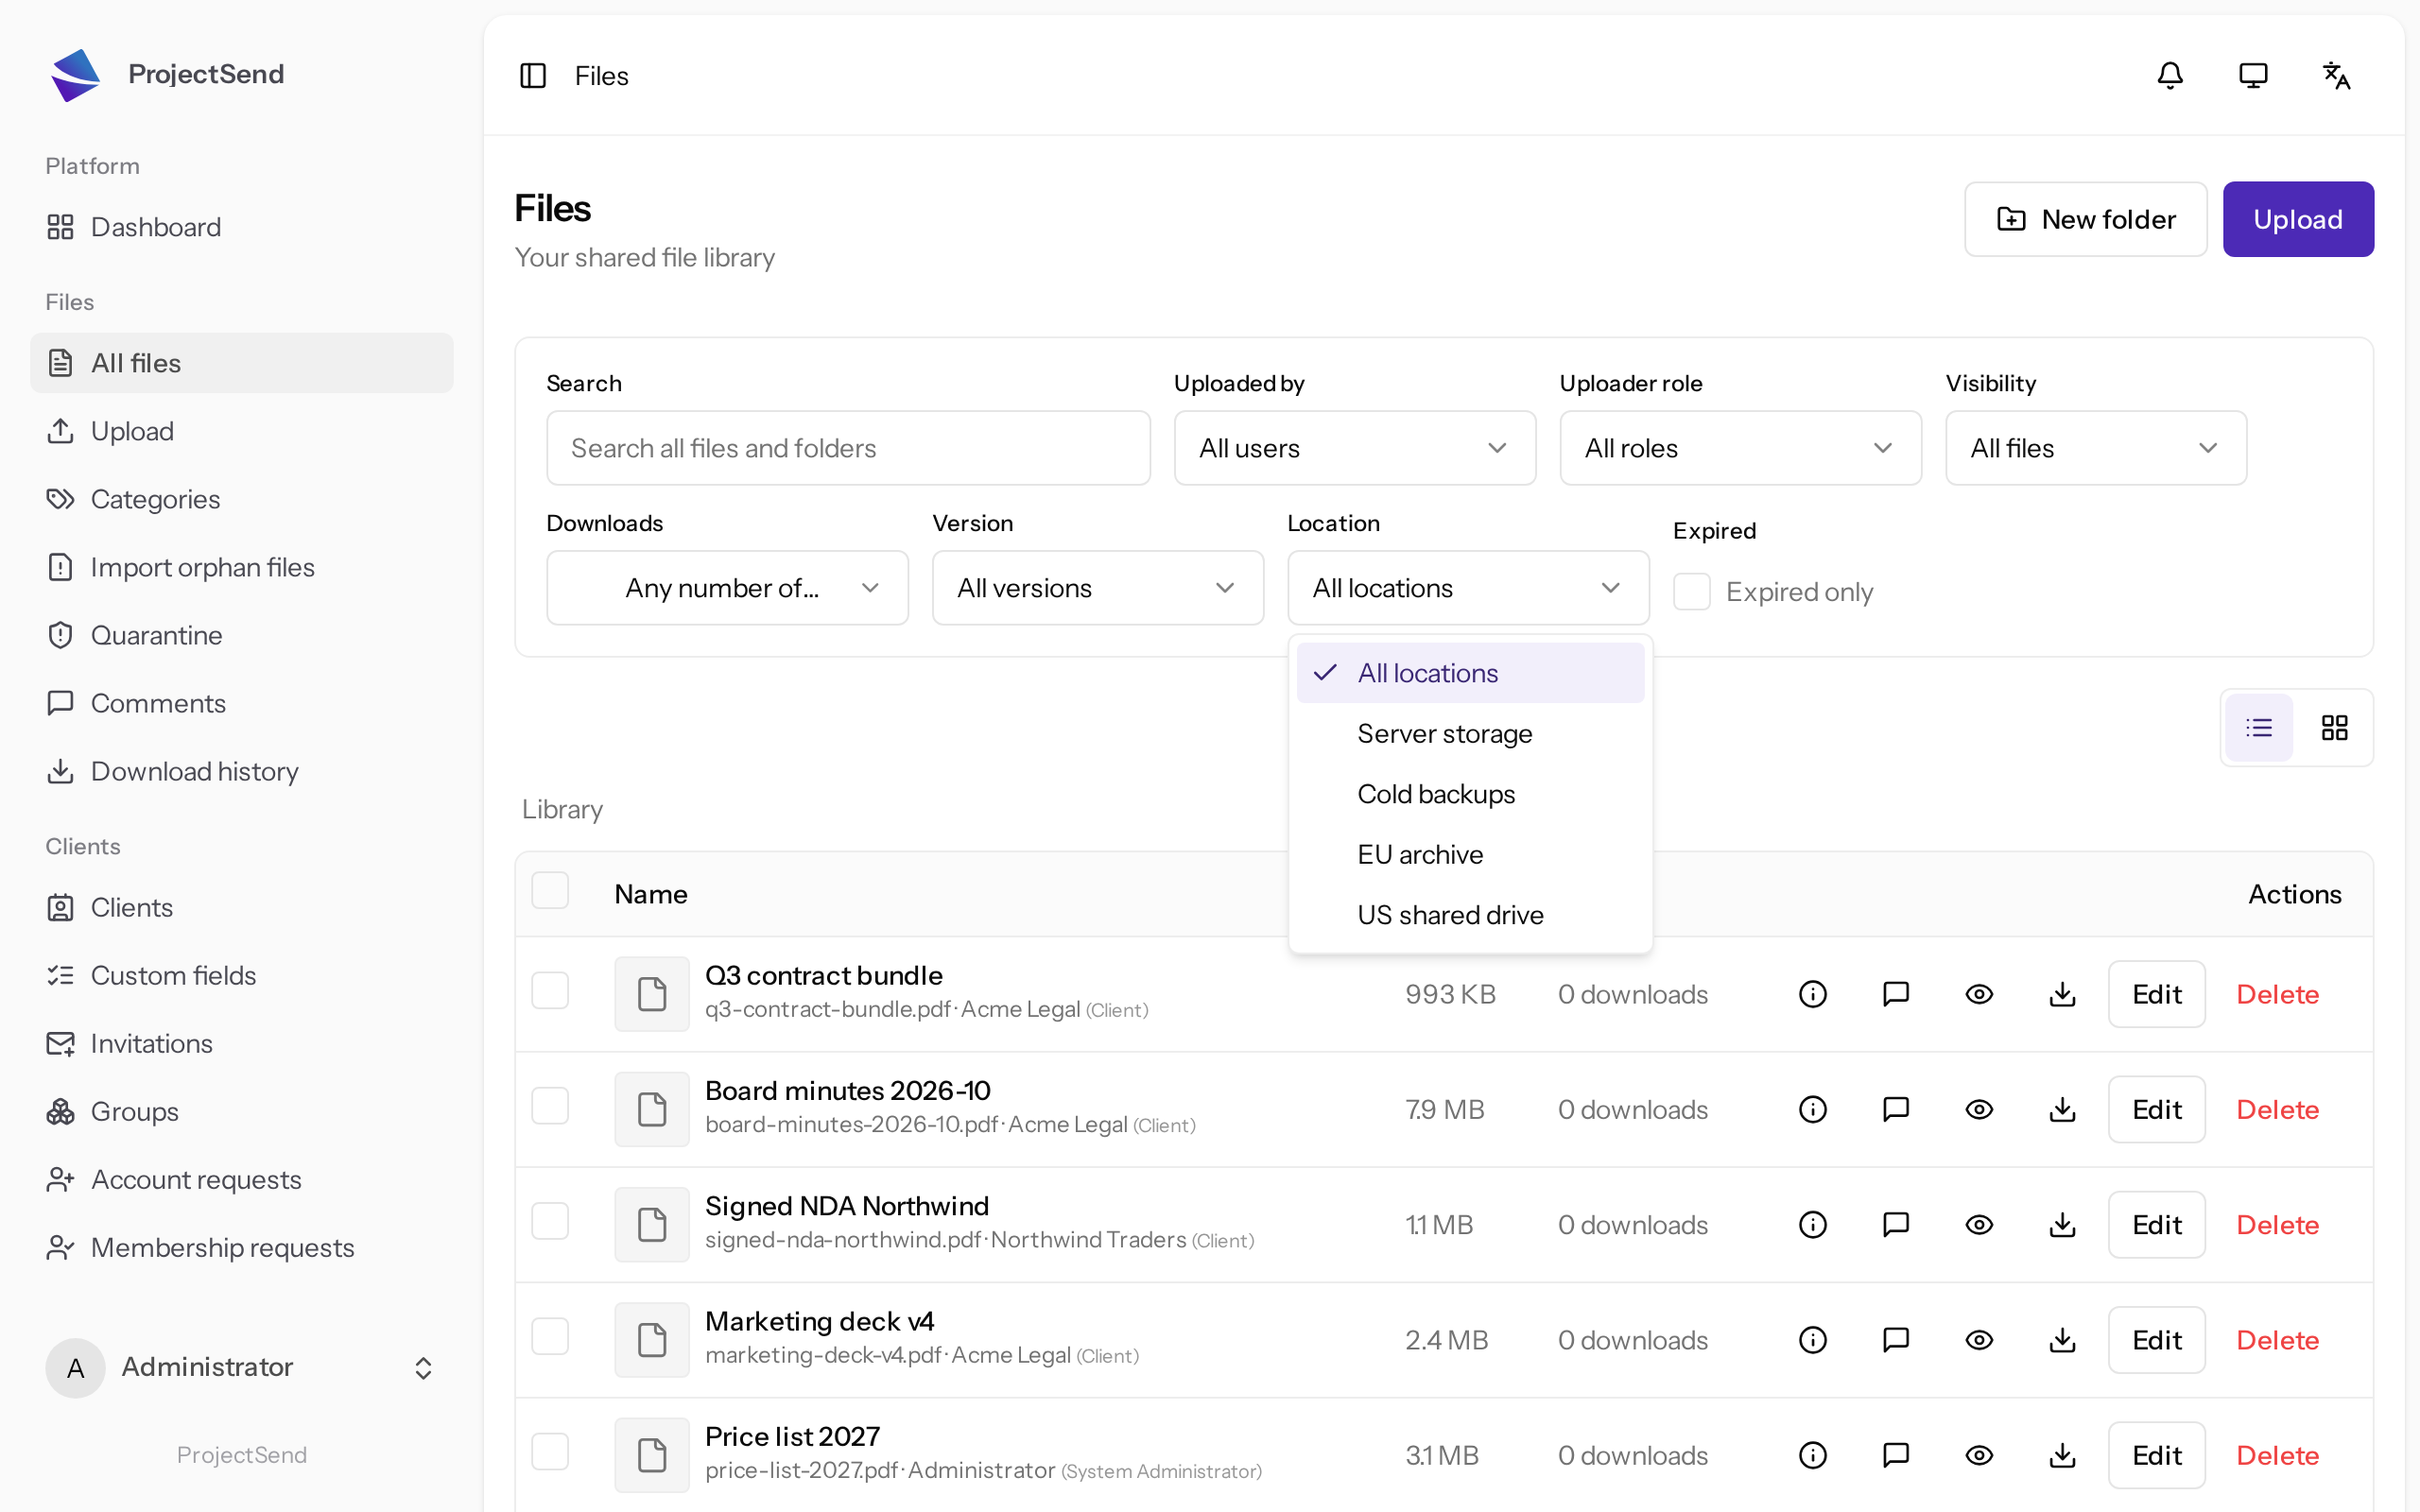 ProjectSend
Platform
Dashboard
Files
All files
Upload
Categories
Import orphan files
Quarantine
Comments
Download history
Clients
Clients
Custom fields
Invitations
Groups
Account requests
Membership requests
A Administrator
ProjectSend
Files
Files
Your shared file library
New folder
Upload
Search
Uploaded by
Uploader role
Visibility
Search all files and folders
All users
All roles
All files
Downloads
Version
Location
Expired
Any number of...
All versions
All locations
Expired only
All locations
Server storage
Cold backups
EU archive
US shared drive
Library
Name
Actions
Q3 contract bundle
q3-contract-bundle.pdf · Acme Legal (Client)
993 KB
0 downloads
Edit
Delete
Board minutes 2026-10
board-minutes-2026-10.pdf · Acme Legal (Client)
7.9 MB
0 downloads
Edit
Delete
Signed NDA Northwind
signed-nda-northwind.pdf · Northwind Traders (Client)
1.1 MB
0 downloads
Edit
Delete
Marketing deck v4
marketing-deck-v4.pdf · Acme Legal (Client)
2.4 MB
0 downloads
Edit
Delete
Price list 2027
price-list-2027.pdf · Administrator (System Administrator)
3.1 MB
0 downloads
Edit
Delete